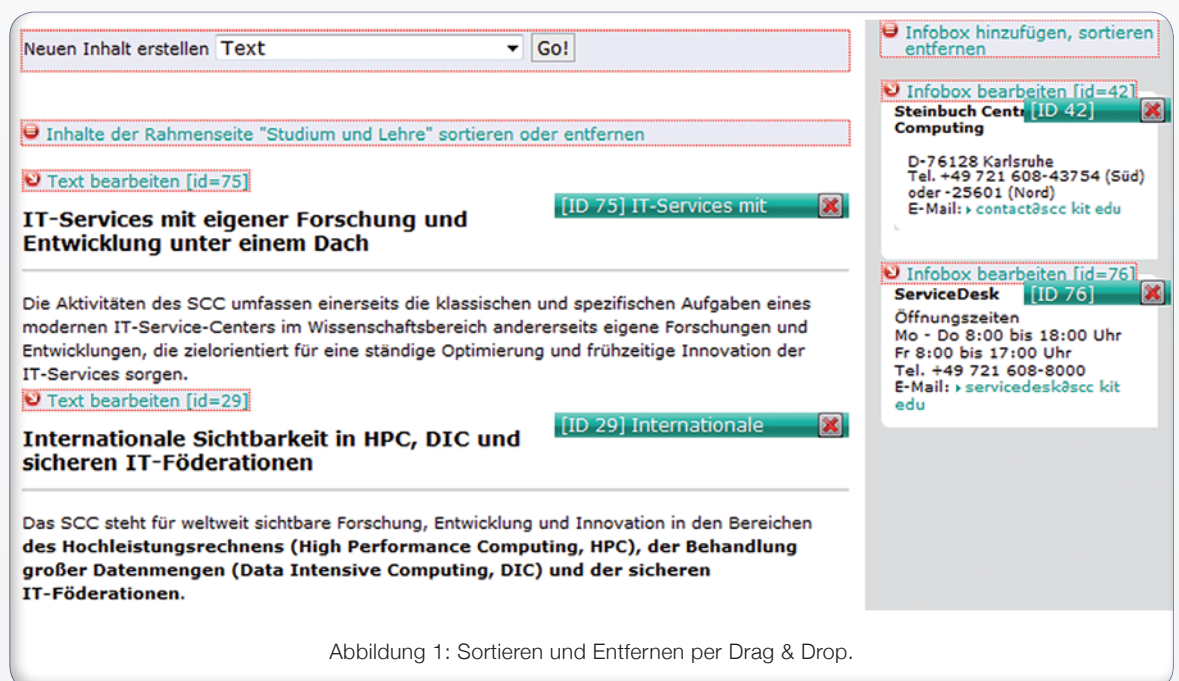 Neuen Inhalt erstellen Text Go!
Inhalte der Rahmenseite "Studium und Lehre" sortieren oder entfernen
Text bearbeiten [id=75]
[ID 75] IT-Services mit
IT-Services mit eigener Forschung und
Entwicklung unter einem Dach
Die Aktivitäten des SCC umfassen einerseits die klassischen und spezifischen Aufgaben eines
modernen IT-Service-Centers im Wissenschaftsbereich andererseits eigene Forschungen und
Entwicklungen, die zielorientiert für eine ständige Optimierung und frühzeitige Innovation der
IT-Services sorgen.
Text bearbeiten [id=29]
[ID 29] Internationale
Internationale Sichtbarkeit in HPC, DIC und
sicheren IT-Föderationen
Das SCC steht für weltweit sichtbare Forschung, Entwicklung und Innovation in den Bereichen
des Hochleistungsrechnens (High Performance Computing, HPC), der Behandlung
großer Datenmengen (Data Intensive Computing, DIC) und der sicheren
IT-Föderationen.
Infobox hinzufügen, sortieren
entfernen
Infobox bearbeiten [id=42]
Steinbuch Cent [ID 42]
Computing
D-76128 Karlsruhe
Tel. +49 721 608-43754 (Süd)
oder -25601 (Nord)
E-Mail: contact∂scc kit edu
Infobox bearbeiten [id=76]
ServiceDesk [ID 76]
Öffnungszeiten
Mo - Do 8:00 bis 18:00 Uhr
Fr 8:00 bis 17:00 Uhr
Tel. +49 721 608-8000
E-Mail: servicedesk∂scc kit
edu
Abbildung 1: Sortieren und Entfernen per Drag & Drop.